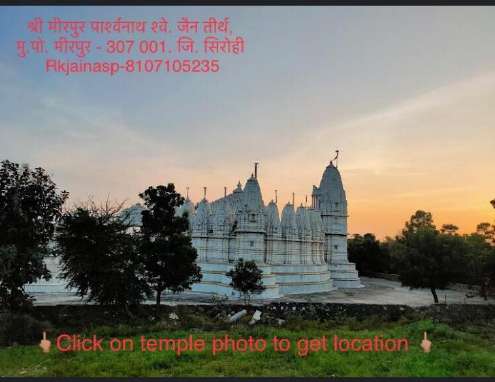 श्री मीरपुर पार्श्वनाथ श्वे. जैन तीर्थ,
मु.पो. मीरपुर - 307 001. जि. सिरोही
Rkjainasp-8107105235
👆🏻 Click on temple photo to get location 👆🏻